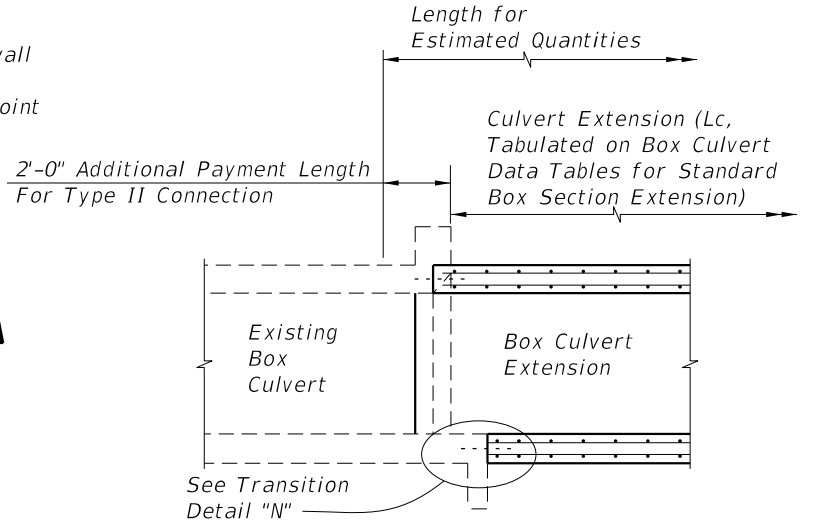 Length for
Estimated Quantities
oint
Culvert Extension (Lc,
Tabulated on Box Culvert
Data Tables for Standard
Box Section Extension)
2'-0" Additional Payment Length
For Type II Connection
Existing
Box
Culvert
Box Culvert
Extension
See Transition
Detail "N"